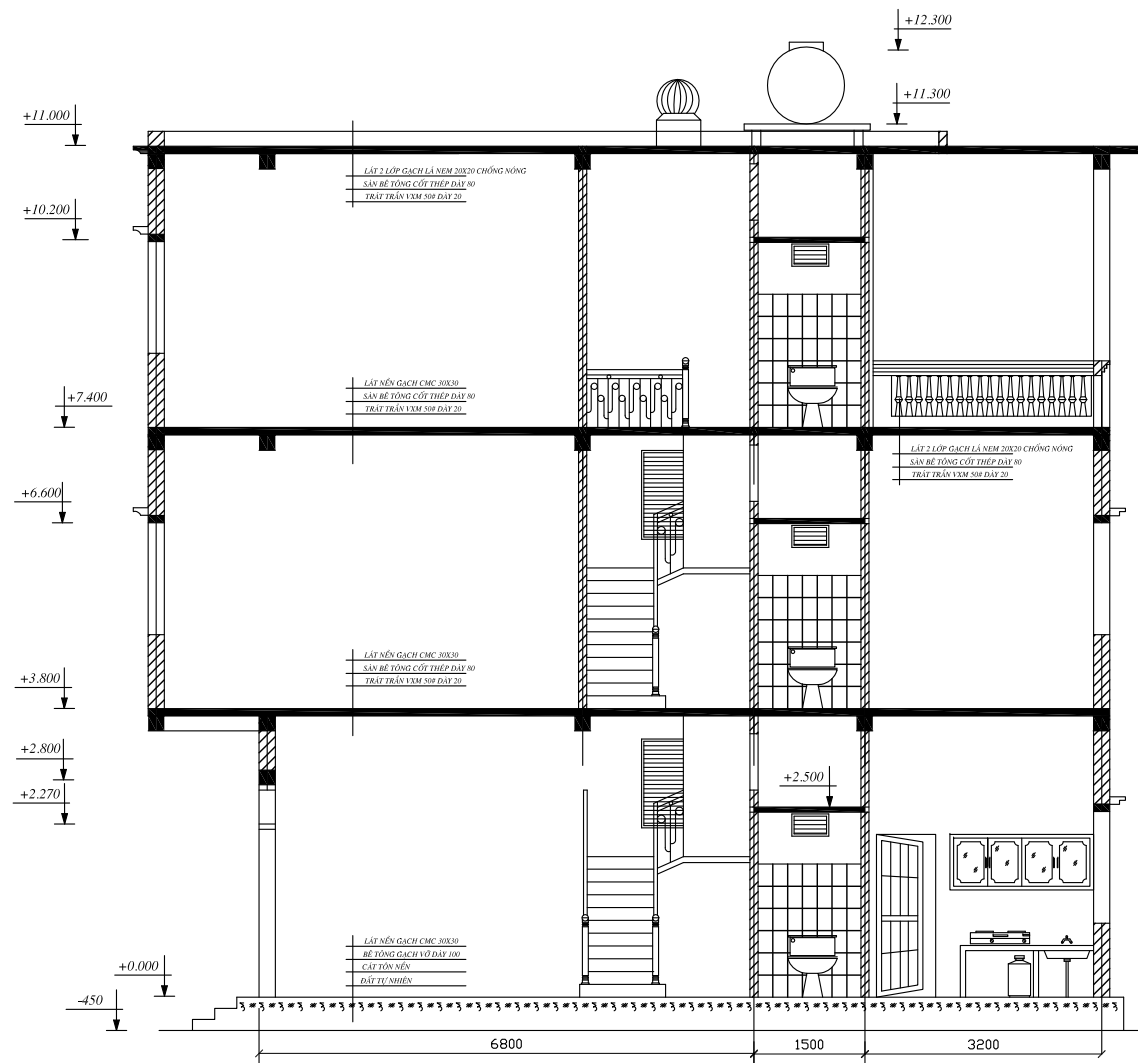 +12.300
+11.300
+11.000
LÁT 2 LỚP GẠCH LÁ NEM 20X20 CHỐNG NÓNG
SÀN BÊ TÔNG CỐT THÉP DÀY 80
TRÁT TRẦN VXM 50# DÀY 20
+10.200
LÁT NỀN GẠCH CMC 30X30
SÀN BÊ TÔNG CỐT THÉP DÀY 80
TRÁT TRẦN VXM 50# DÀY 20
+7.400
LÁT 2 LỚP GẠCH LÁ NEM 20X20 CHỐNG NÓNG
SÀN BÊ TÔNG CỐT THÉP DÀY 80
TRÁT TRẦN VXM 50# DÀY 20
+6.600
LÁT NỀN GẠCH CMC 30X30
SÀN BÊ TÔNG CỐT THÉP DÀY 80
TRÁT TRẦN VXM 50# DÀY 20
+3.800
+2.800
+2.500
+2.270
LÁT NỀN GẠCH CMC 30X30
BÊ TÔNG GẠCH VỠ DÀY 100
CÁT TÔN NỀN
ĐẤT TỰ NHIÊN
+0.000
-450
6800
1500
3200